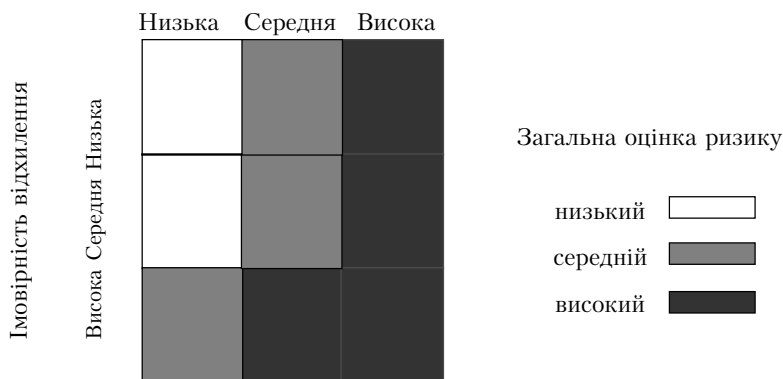 Низька Середня Висока
Імовірність відхилення
Висока Середня Низька
Загальна оцінка ризику
низький
середній
високий